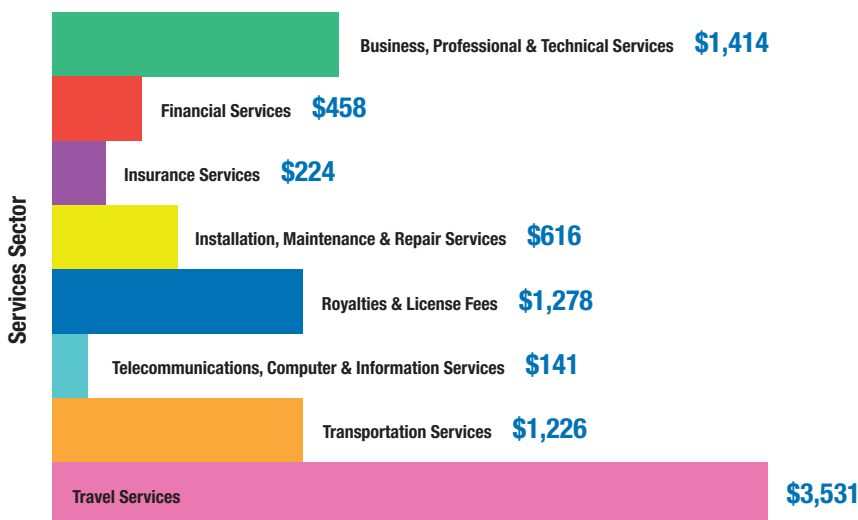 Services Sector
Business, Professional & Technical Services $1,414
Financial Services $458
Insurance Services $224
Installation, Maintenance & Repair Services $616
Royalties & License Fees $1,278
Telecommunications, Computer & Information Services $141
Transportation Services $1,226
Travel Services $3,531